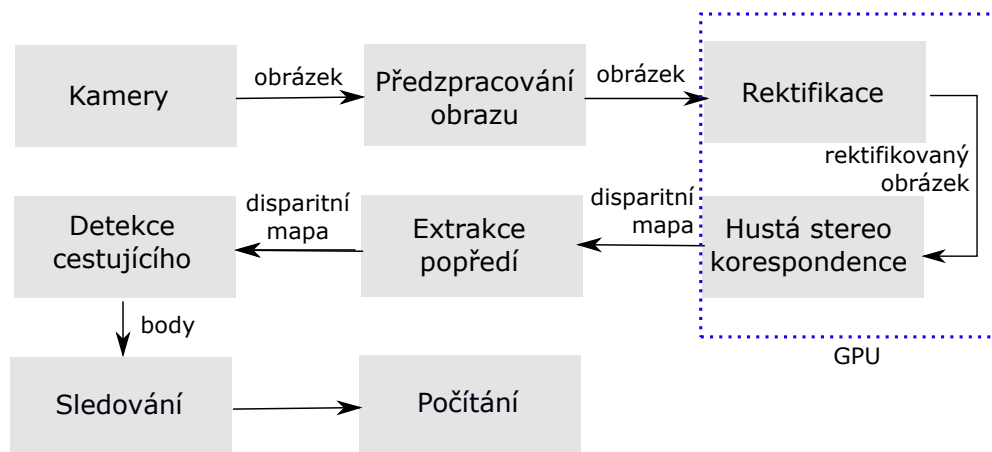 Kamery
obrázek
Předzpracování
obrazu
obrázek
Rektifikace
rektifikovaný
obrázek
Hustá stereo
korespondence
disparitní
mapa
Extrakce
popředí
disparitní
mapa
Detekce
cestujícího
body
Sledování
Počítání
GPU